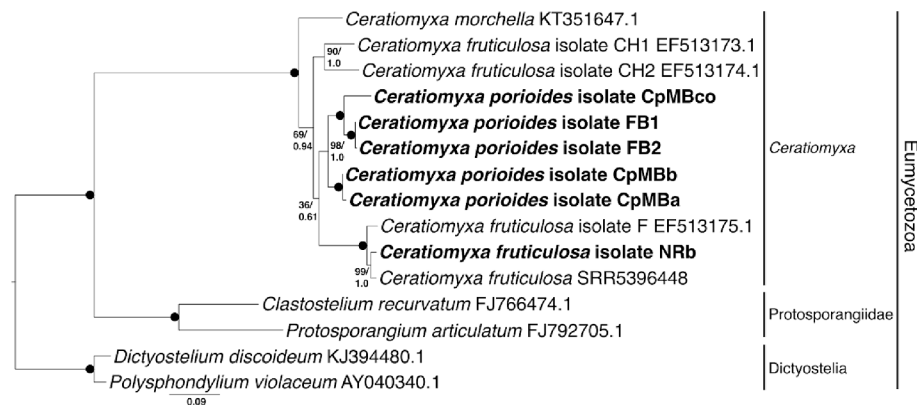 Ceratiomyxa morchella KT351647.1
Ceratiomyxa fruticulosa isolate CH1 EF513173.1
90/
1.0
Ceratiomyxa fruticulosa isolate CH2 EF513174.1
Ceratiomyxa porioides isolate CpMBco
Ceratiomyxa porioides isolate FB1
69/
0.94
98/
1.0
Ceratiomyxa porioides isolate FB2
Ceratiomyxa porioides isolate CpMBb
Ceratiomyxa porioides isolate CpMBa
36/
0.61
Ceratiomyxa fruticulosa
isolate F EF513175.1
Ceratiomyxa fruticulosa isolate NRb
99/
1.0
Ceratiomyxa fruticulosa SRR5396448
Clastostelium recurvatum FJ766474.1
Protosporangium articulatum FJ792705.1
Dictyostelium discoideum KJ394480.1
Polysphondylium violaceum AY040340.1
0.09
Ceratiomyxa
Protosporangiidae
Dictyostelia
Eumycetozoa